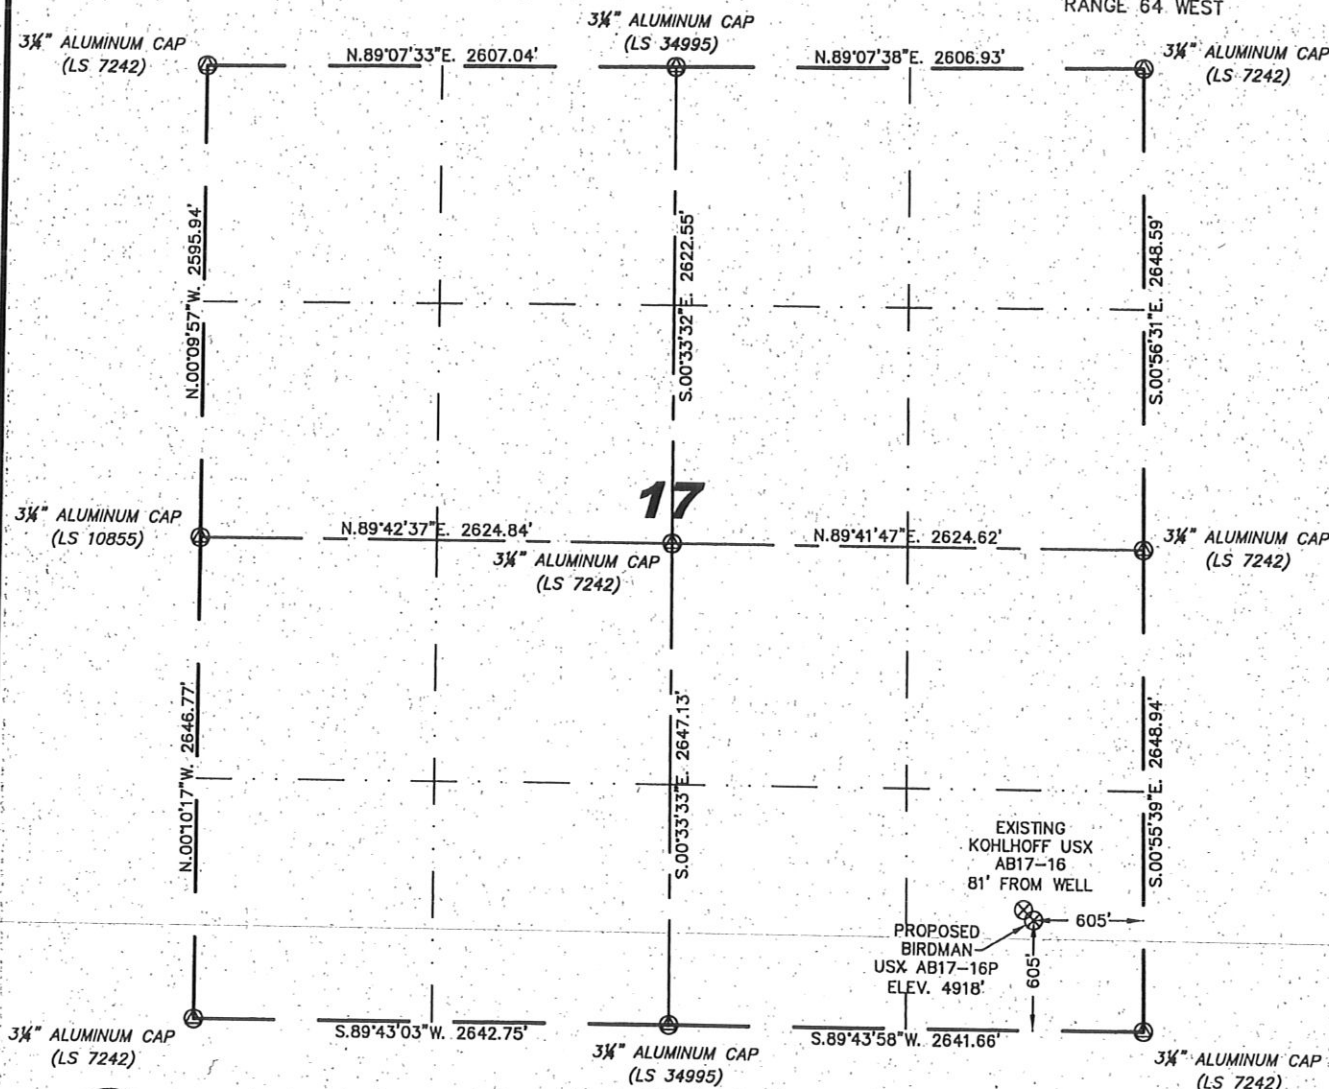 RANGE 64 WEST
3¼" ALUMINUM CAP
(LS 7242)
N.89°07'33"E. 2607.04'
3¼" ALUMINUM CAP
(LS 34995)
N.89°07'38"E. 2606.93'
3¼" ALUMINUM CAP
(LS 7242)
N.00°09'57"W. 2595.94'
S.00°33'32"E. 2622.55'
S.00°56'31"E. 2648.59'
17
3¼" ALUMINUM CAP
(LS 10855)
N.89°42'37"E. 2624.84'
3¼" ALUMINUM CAP
(LS 7242)
N.89°41'47"E. 2624.62'
3¼" ALUMINUM CAP
(LS 7242)
N.00°10'17"W. 2646.77'
S.00°33'33"E. 2647.13'
S.00°55'39"E. 2648.94'
EXISTING
KOHLHOFF USX
AB17-16
81' FROM WELL
605'
PROPOSED
BIRDMAN
USX AB17-16P
ELEV. 4918'
605'
3¼" ALUMINUM CAP
(LS 7242)
S.89°43'03"W. 2642.75'
3¼" ALUMINUM CAP
(LS 34995)
S.89°43'58"W. 2641.66'
3¼" ALUMINUM CAP
(LS 7242)